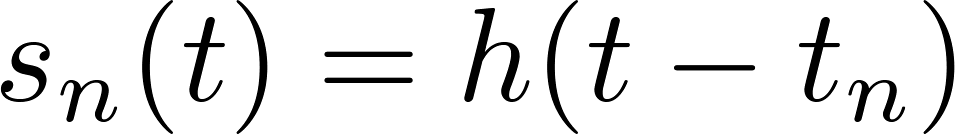 s_n(t) = h(t − t_n)